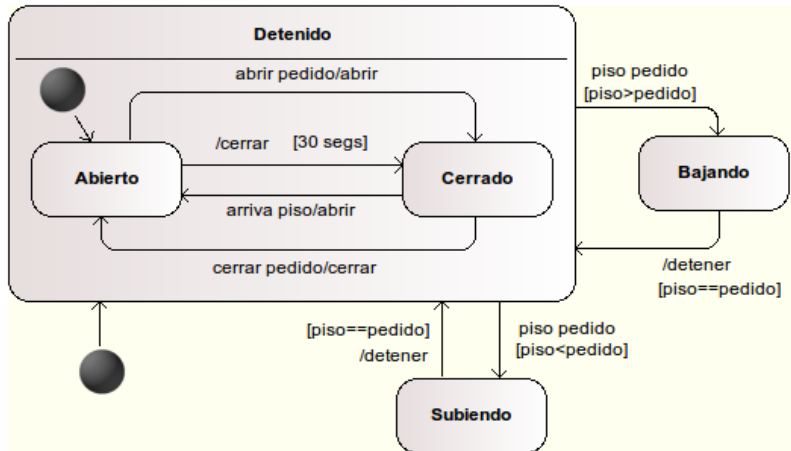 Detenido
abrir pedido/abrir
piso pedido
[piso>pedido]
/cerrar [30 segs]
Abierto
Cerrado
Bajando
arriva piso/abrir
cerrar pedido/cerrar
/detener
[piso==pedido]
[piso==pedido]
/detener
piso pedido
[piso<pedido]
Subiendo